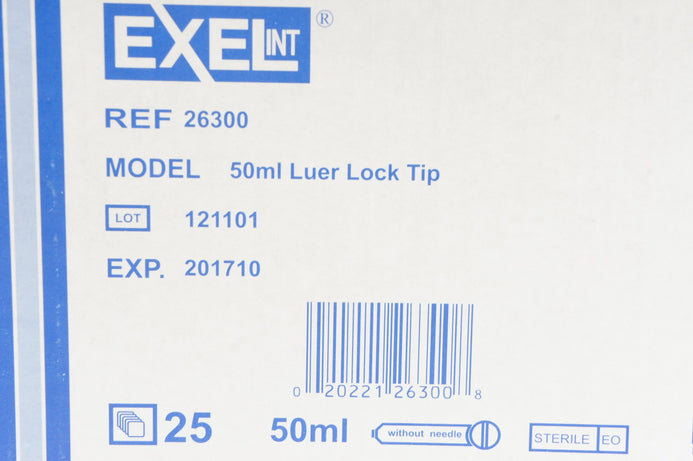 EXELINT®
REF 26300
MODEL 50ml Luer Lock Tip
LOT 121101
EXP. 201710
0 20221 26300 8
25 50ml without needle STERILE EO